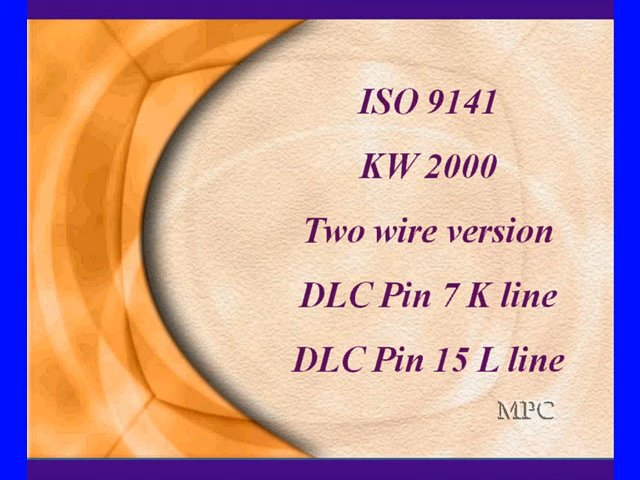 ISO 9141
KW 2000
Two wire version
DLC Pin 7 K line
DLC Pin 15 L line
MPC